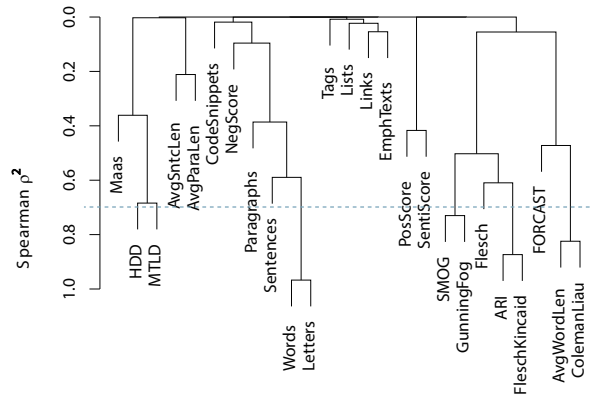 Spearman ρ²
0.0
0.2
0.4
0.6
0.8
1.0
Maas
HDD
MTLD
AvgSntcLen
AvgParaLen
CodeSnippets
NegScore
Paragraphs
Sentences
Words
Letters
Tags
Lists
Links
EmphTexts
PosScore
SentiScore
SMOG
GunningFog
Flesch
ARI
FleschKincaid
FORCAST
AvgWordLen
ColemanLiau